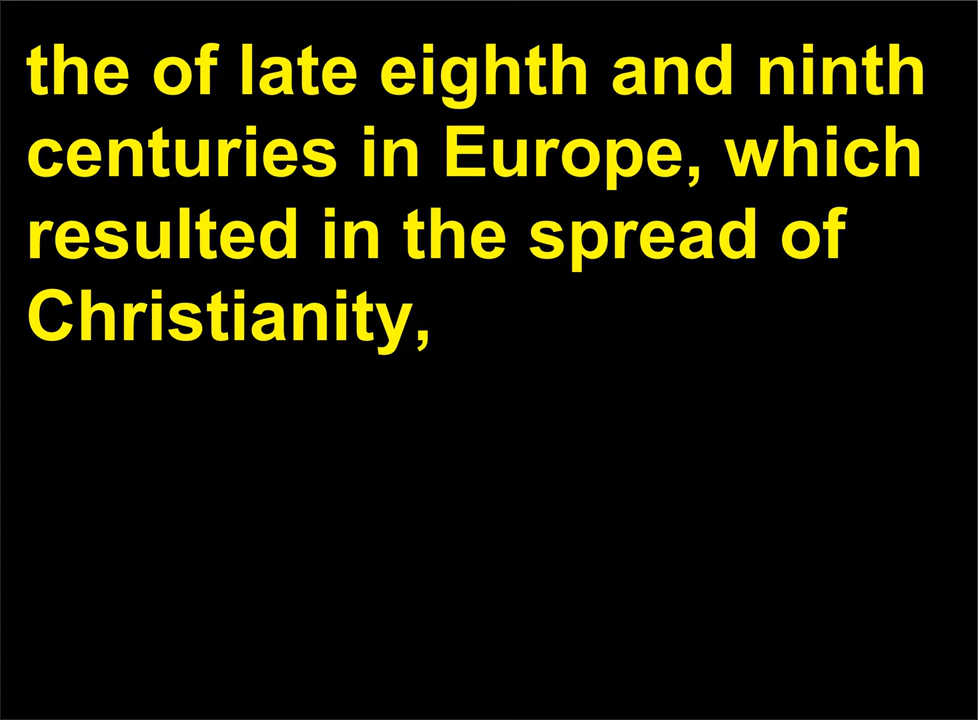 the of late eighth and ninth
centuries in Europe, which
resulted in the spread of
Christianity,